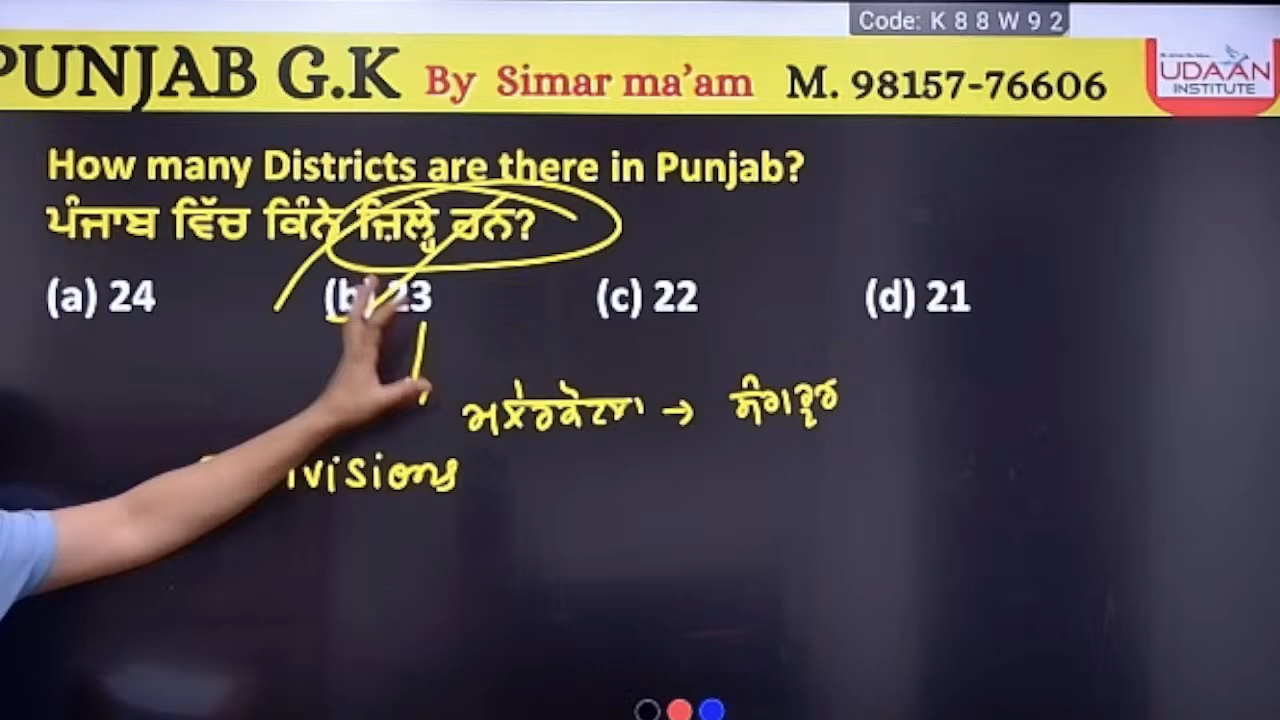 Code: K 8 8 W 9 2
PUNJAB G.K By Simar ma'am M. 98157-76606
UDAAN
INSTITUTE
How many Districts are there in Punjab?
ਪੰਜਾਬ ਵਿੱਚ ਕਿੰਨੇ ਜ਼ਿਲ੍ਹੇ ਹਨ?
(a) 24 (b) 23 (c) 22 (d) 21
ਮਲੇਰਕੋਟਲਾ → ਸੰਗਰੂਰ